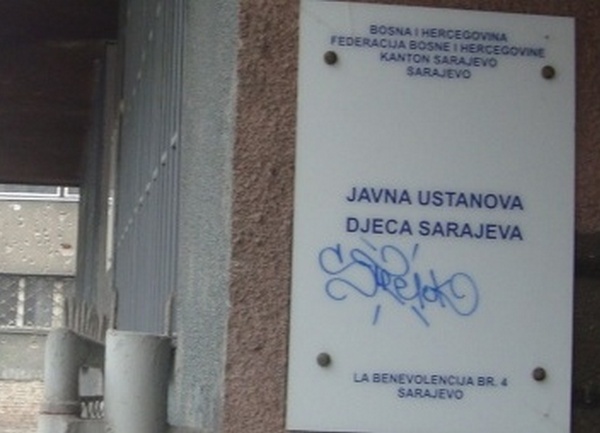 BOSNA I HERCEGOVINA
FEDERACIJA BOSNE I HERCEGOVINE
KANTON SARAJEVO
SARAJEVO
JAVNA USTANOVA
DJECA SARAJEVA
LA BENEVOLENCIJA BR. 4
SARAJEVO